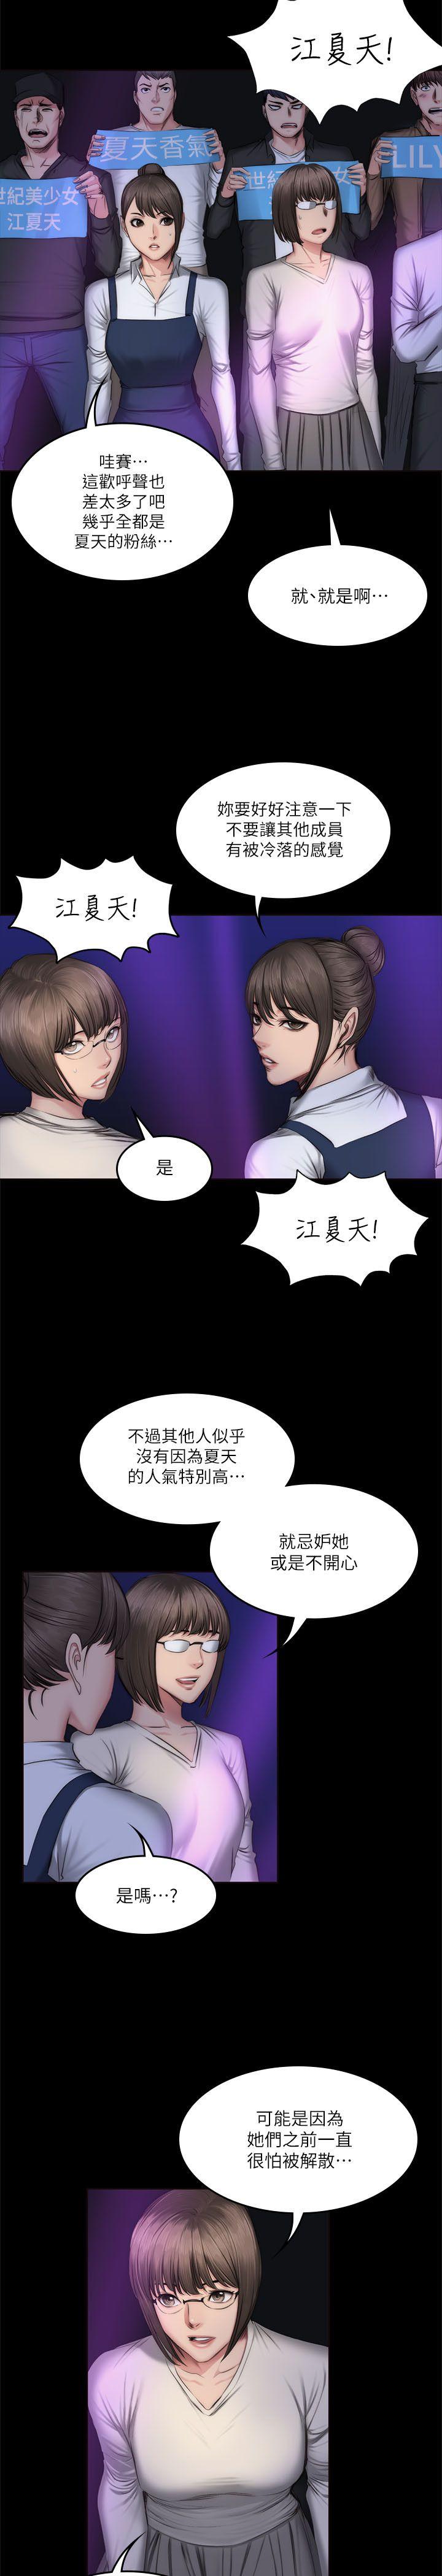 江夏天!
夏天香氣
世紀美少女
江夏天
世紀美少女
LILY
哇賽⋯
這歡呼聲也
差太多了吧
幾乎全都是
夏天的粉絲⋯
就、就是啊⋯
妳要好好注意一下
不要讓其他成員
有被冷落的感覺
江夏天!
是
江夏天!
不過其他人似乎
沒有因為夏天
的人氣特別高⋯
就忌妒她
或是不開心
是嗎⋯?
可能是因為
她們之前一直
很怕被解散⋯